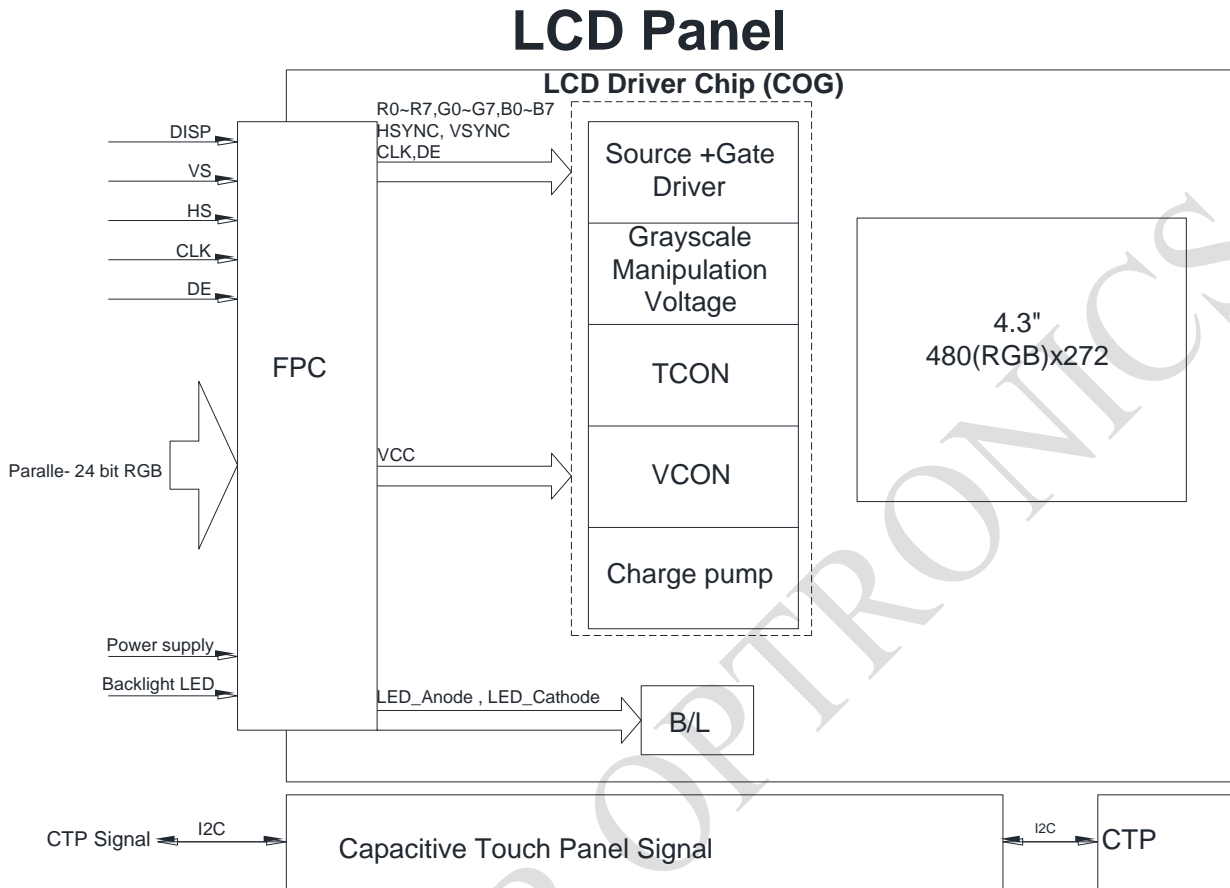 LCD Panel
LCD Driver Chip (COG)
R0~R7,G0~G7,B0~B7
HSYNC, VSYNC
CLK,DE
DISP
VS
HS
CLK
DE
FPC
Paralle- 24 bit RGB
VCC
Power supply
Backlight LED
LED_Anode , LED_Cathode
B/L
Source +Gate
Driver
Grayscale
Manipulation
Voltage
TCON
VCON
Charge pump
4.3"
480(RGB)x272
CTP Signal
I2C
Capacitive Touch Panel Signal
I2C
CTP
OPTRONICS